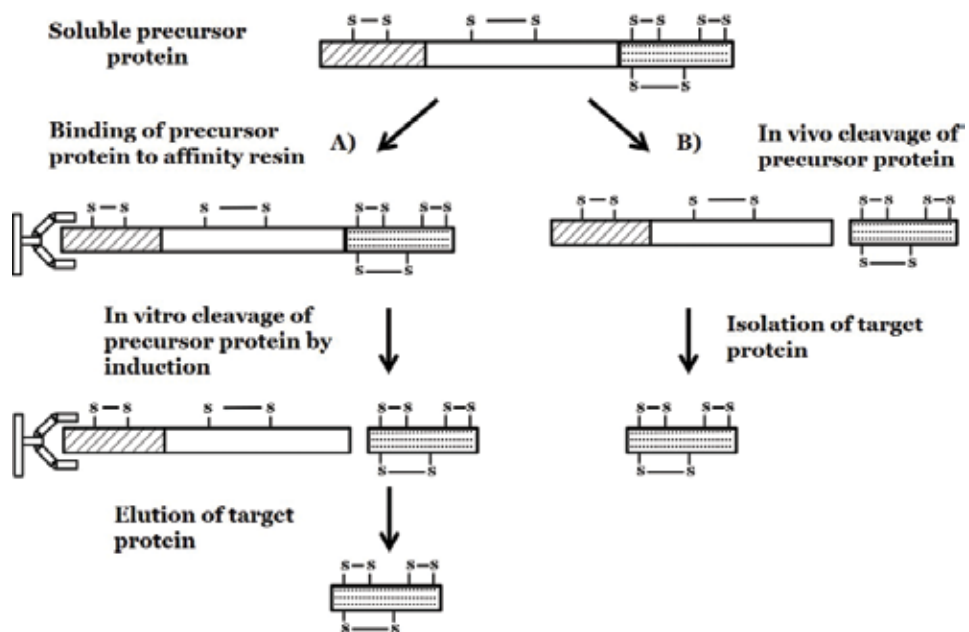 S S S S S S S S
Soluble precursor
protein
S S
Binding of precursor
protein to affinity resin
A)
B)
In vivo cleavage of
precursor protein
S S S S S S S S
S S S S S S S S
S S
S S
In vitro cleavage of
precursor protein by
induction
Isolation of target
protein
S S S S S S S S
S S S S
S S
S S
Elution of target
protein
S S S S
S S